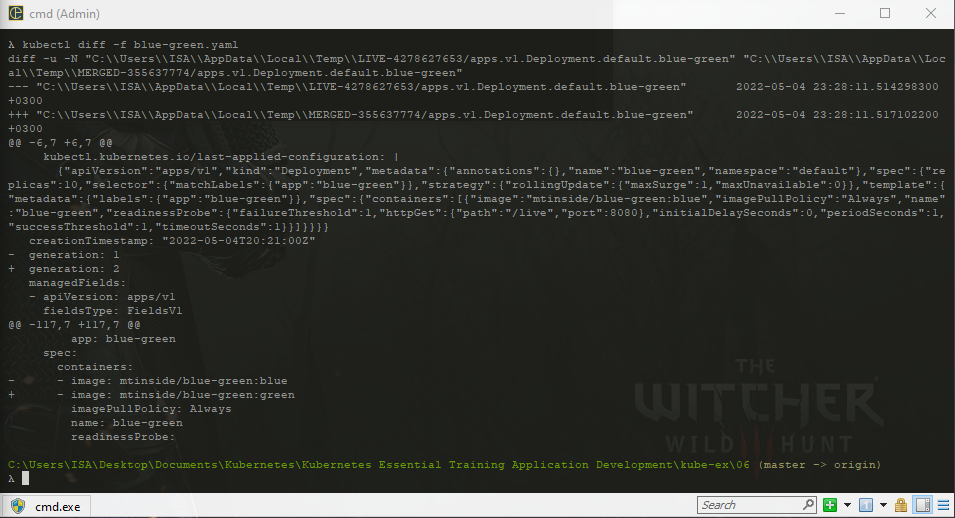 cmd (Admin)
λ kubectl diff -f blue-green.yaml
diff -u -N "C:\\Users\\ISA\\AppData\\Local\\Temp\\LIVE-4278627653/apps.v1.Deployment.default.blue-green" "C:\\Users\\ISA\\AppData\\Loc
al\\Temp\\MERGED-355637774/apps.v1.Deployment.default.blue-green"
--- "C:\\Users\\ISA\\AppData\\Local\\Temp\\LIVE-4278627653/apps.v1.Deployment.default.blue-green"       2022-05-04 23:28:11.514298300
+0300
+++ "C:\\Users\\ISA\\AppData\\Local\\Temp\\MERGED-355637774/apps.v1.Deployment.default.blue-green"      2022-05-04 23:28:11.517102200
+0300
@@ -6,7 +6,7 @@
     kubectl.kubernetes.io/last-applied-configuration: |
       {"apiVersion":"apps/v1","kind":"Deployment","metadata":{"annotations":{},"name":"blue-green","namespace":"default"},"spec":{"re
plicas":10,"selector":{"matchLabels":{"app":"blue-green"}},"strategy":{"rollingUpdate":{"maxSurge":1,"maxUnavailable":0}},"template":{
"metadata":{"labels":{"app":"blue-green"}},"spec":{"containers":[{"image":"mtinside/blue-green:blue","imagePullPolicy":"Always","name"
:"blue-green","readinessProbe":{"failureThreshold":1,"httpGet":{"path":"/live","port":8080},"initialDelaySeconds":0,"periodSeconds":1,
"successThreshold":1,"timeoutSeconds":1}}]}}}}
   creationTimestamp: "2022-05-04T20:21:00Z"
-  generation: 1
+  generation: 2
   managedFields:
   - apiVersion: apps/v1
     fieldsType: FieldsV1
@@ -117,7 +117,7 @@
         app: blue-green
     spec:
       containers:
-      - image: mtinside/blue-green:blue
+      - image: mtinside/blue-green:green
         imagePullPolicy: Always
         name: blue-green
         readinessProbe:
THE
WITCHER
WILD HUNT
C:\Users\ISA\Desktop\Documents\Kubernetes\Kubernetes Essential Training Application Development\kube-ex\06 (master -> origin)
λ
cmd.exe
Search
1